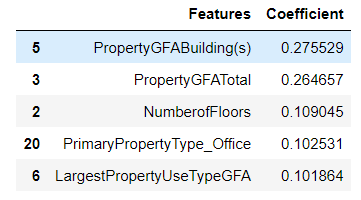 Features Coefficient
5 PropertyGFABuilding(s) 0.275529
3 PropertyGFATotal 0.264657
2 NumberofFloors 0.109045
20 PrimaryPropertyType_Office 0.102531
6 LargestPropertyUseTypeGFA 0.101864